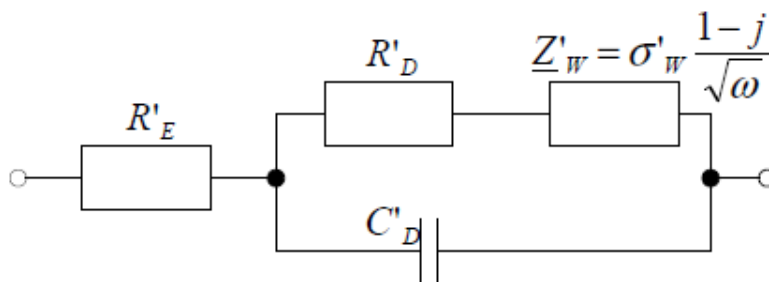 R'_E
R'_D
Z'_W = σ'_W (1 - j) / √ω
C'_D